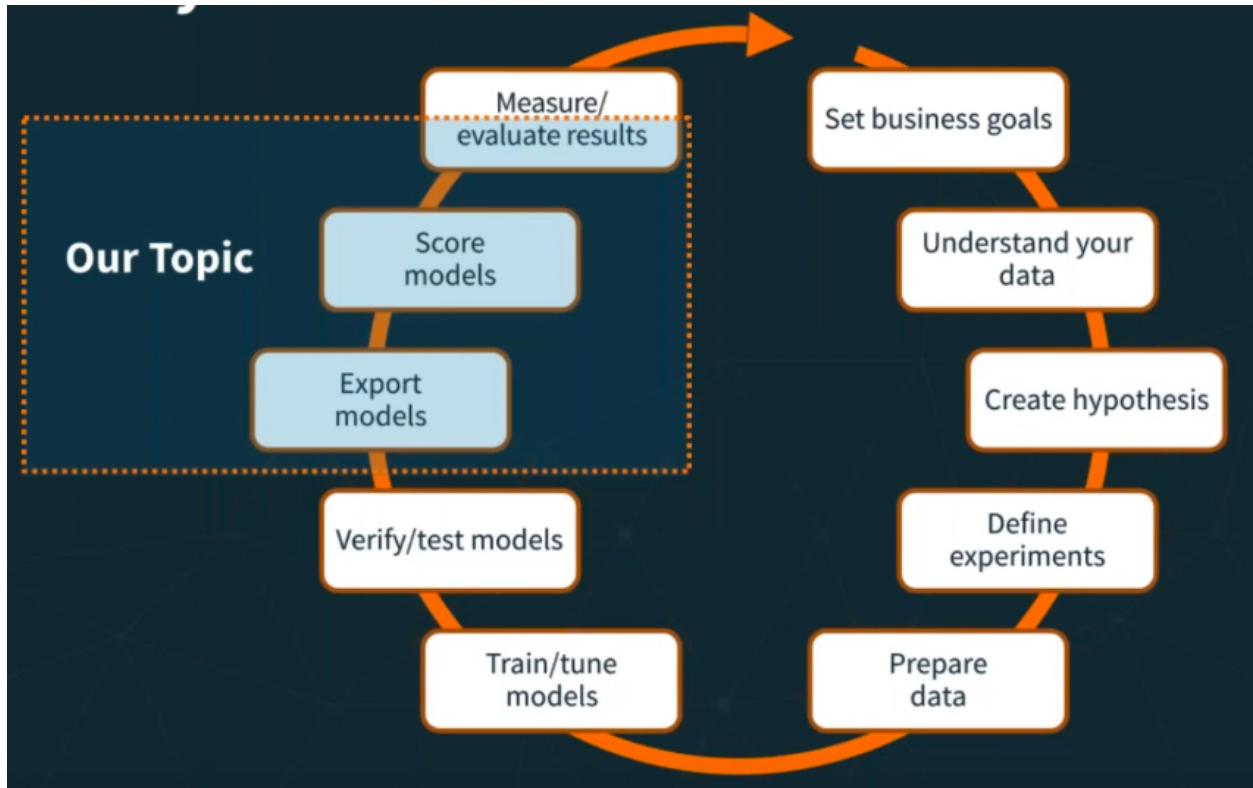 Measure/
evaluate results
Set business goals
Our Topic
Score
models
Understand your
data
Export
models
Create hypothesis
Verify/test models
Define
experiments
Train/tune
models
Prepare
data